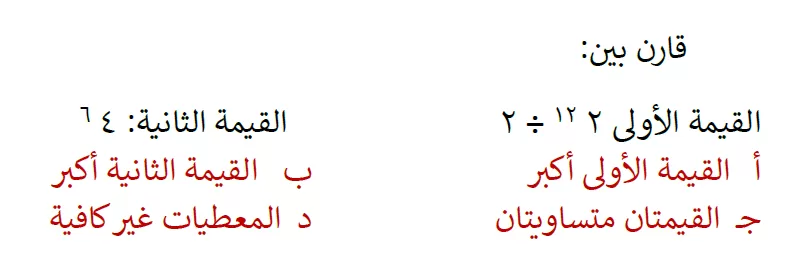 قارن بين:
القيمة الأولى ٢ ١٢ ÷ ٢ القيمة الثانية: ٤ ٦
أ القيمة الأولى أكبر ب القيمة الثانية أكبر
جـ القيمتان متساويتان د المعطيات غير كافية